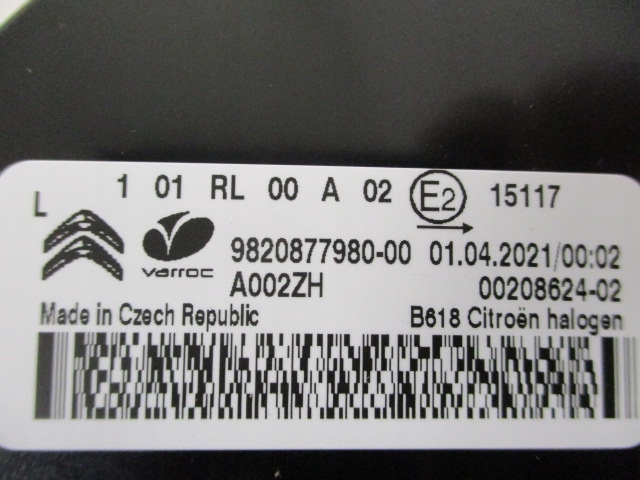 1 01 RL 00 A 02 E2 15117
L
varroc 9820877980-00 01.04.2021/00:02
A002ZH 00208624-02
Made in Czech Republic B618 Citroën halogen